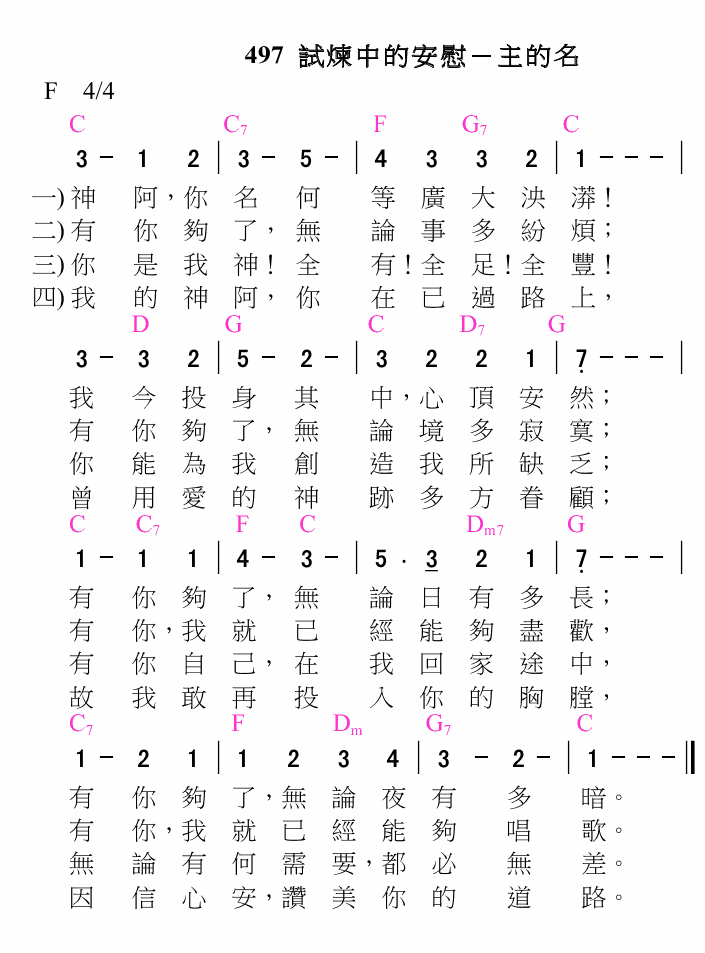 497 試煉中的安慰－主的名
F 4/4
C C7 F G7 C
3 - 1 2 | 3 - 5 - | 4 3 3 2 | 1 - - - |
一) 神 阿，你 名 何 等 廣 大 泱 漭！
二) 有 你 夠 了，無 論 事 多 紛 煩；
三) 你 是 我 神！全 有！全 足！全 豐！
四) 我 的 神 阿，你 在 已 過 路 上，
D G C D7 G
3 - 3 2 | 5 - 2 - | 3 2 2 1 | 7̣ - - - |
我 今 投 身 其 中，心 頂 安 然；
有 你 夠 了，無 論 境 多 寂 寞；
你 能 為 我 創 造 我 所 缺 乏；
曾 用 愛 的 神 跡 多 方 眷 顧；
C C7 F C Dm7 G
1 - 1 1 | 4 - 3 - | 5 . 3̲ 2 1 | 7̣ - - - |
有 你 夠 了，無 論 日 有 多 長；
有 你，我 就 已 經 能 夠 盡 歡，
有 你 自 己，在 我 回 家 途 中，
故 我 敢 再 投 入 你 的 胸 膛，
C7 F Dm G7 C
1 - 2 1 | 1 2 3 4 | 3 - 2 - | 1 - - - ‖
有 你 夠 了，無 論 夜 有 多 暗。
有 你，我 就 已 經 能 夠 唱 歌。
無 論 有 何 需 要，都 必 無 差。
因 信 心 安，讚 美 你 的 道 路。